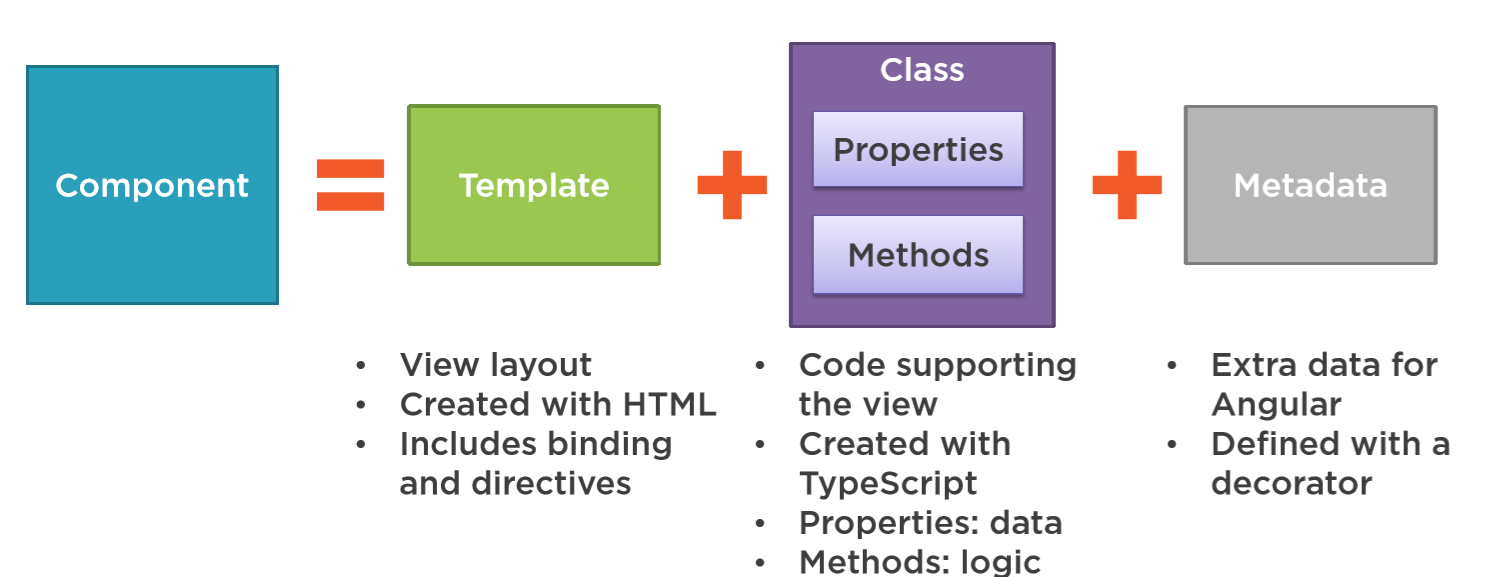 Component
Template
Class
Properties
Methods
Metadata
• View layout
• Created with HTML
• Includes binding
and directives
• Code supporting
the view
• Created with
TypeScript
• Properties: data
• Methods: logic
• Extra data for
Angular
• Defined with a
decorator